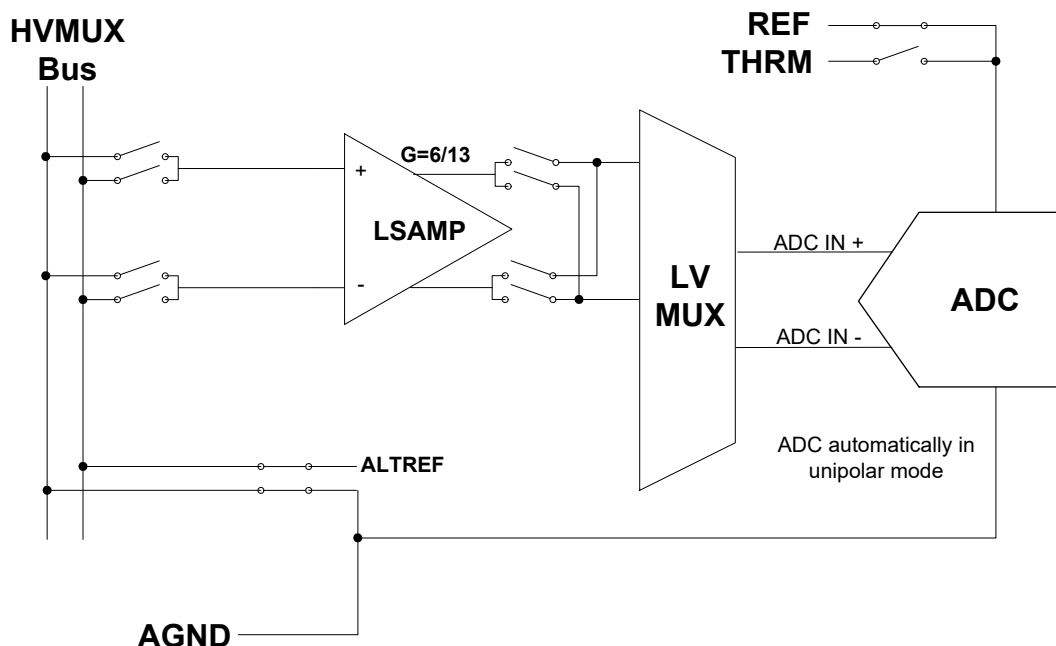 HVMUX
Bus
REF
THRM
G=6/13
+
LSAMP
-
LV
MUX
ADC IN +
ADC IN -
ADC
ALTREF
ADC automatically in
unipolar mode
AGND